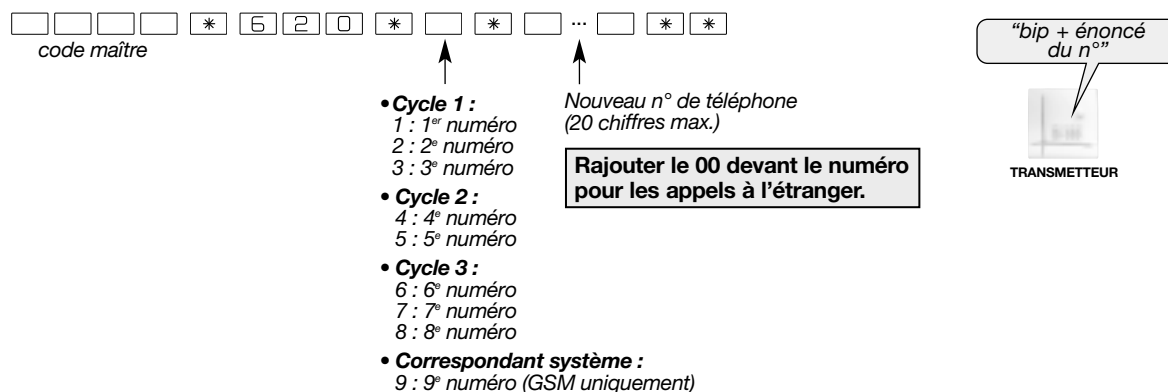 * 6 2 0 * * ... * *
code maître
“bip + énoncé
du n°”
• Cycle 1 :
1 : 1er numéro
2 : 2e numéro
3 : 3e numéro
• Cycle 2 :
4 : 4e numéro
5 : 5e numéro
• Cycle 3 :
6 : 6e numéro
7 : 7e numéro
8 : 8e numéro
• Correspondant système :
9 : 9e numéro (GSM uniquement)
Nouveau n° de téléphone
(20 chiffres max.)
Rajouter le 00 devant le numéro
pour les appels à l’étranger.
TRANSMETTEUR